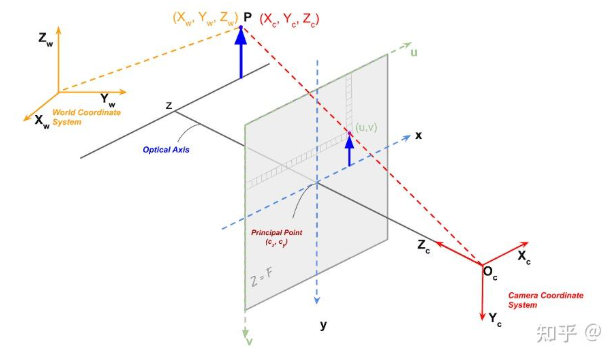 (Xw, Yw, Zw)
P
(Xc, Yc, Zc)
Zw
Yw
Xw
World Coordinate
System
Z
Optical Axis
u
(u,v)
x
Principal Point
(cx, cy)
Z=F
Zc
Xc
Oc
Yc
Camera Coordinate
System
y
v
知乎 @